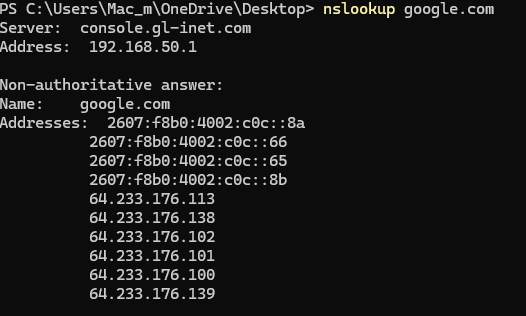 PS C:\Users\Mac_m\OneDrive\Desktop> nslookup google.com
Server:  console.gl-inet.com
Address:  192.168.50.1

Non-authoritative answer:
Name:    google.com
Addresses:  2607:f8b0:4002:c0c::8a
          2607:f8b0:4002:c0c::66
          2607:f8b0:4002:c0c::65
          2607:f8b0:4002:c0c::8b
          64.233.176.113
          64.233.176.138
          64.233.176.102
          64.233.176.101
          64.233.176.100
          64.233.176.139